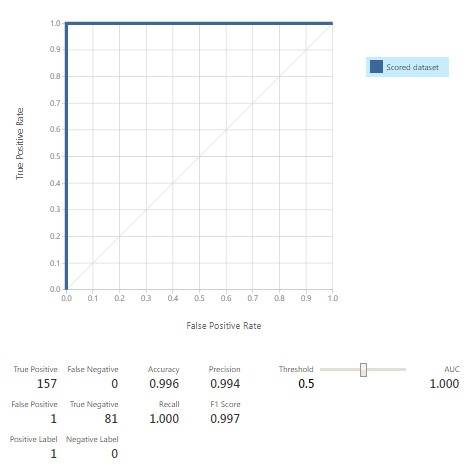 1.0
0.9
0.8
0.7
0.6
0.5
0.4
0.3
0.2
0.1
0.0
True Positive Rate
0.0 0.1 0.2 0.3 0.4 0.5 0.6 0.7 0.8 0.9 1.0
False Positive Rate
Scored dataset
True Positive False Negative Accuracy Precision Threshold AUC
157 0 0.996 0.994 0.5 1.000
False Positive True Negative Recall F1 Score
1 81 1.000 0.997
Positive Label Negative Label
1 0